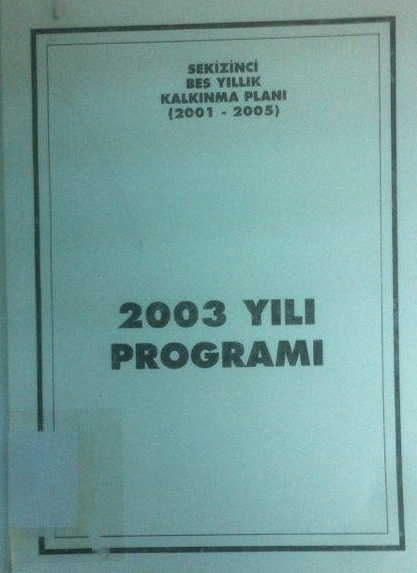 SEKİZİNCİ
BES YILLIK
KALKINMA PLANI
(2001 - 2005)
2003 YILI
PROGRAMI